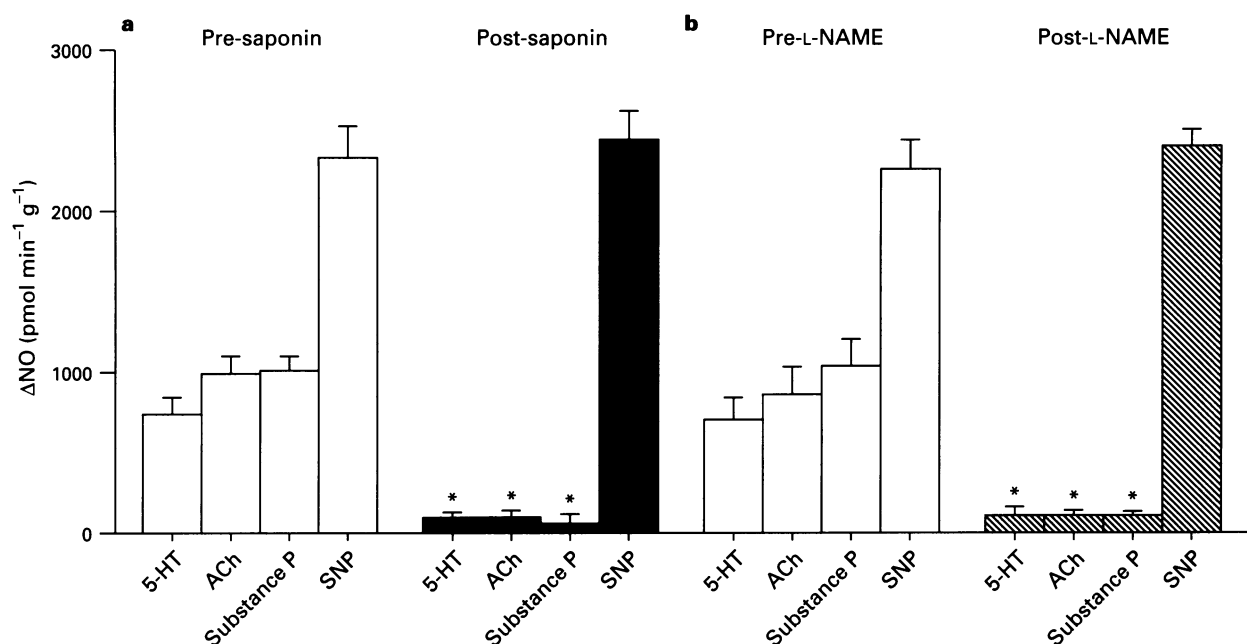 a
b
Pre-saponin
Post-saponin
Pre-L-NAME
Post-L-NAME
3000
2000
1000
0
ΔNO (pmol min⁻¹ g⁻¹)
* * *
* * *
5-HT
ACh
Substance P
SNP
5-HT
ACh
Substance P
SNP
5-HT
ACh
Substance P
SNP
5-HT
ACh
Substance P
SNP